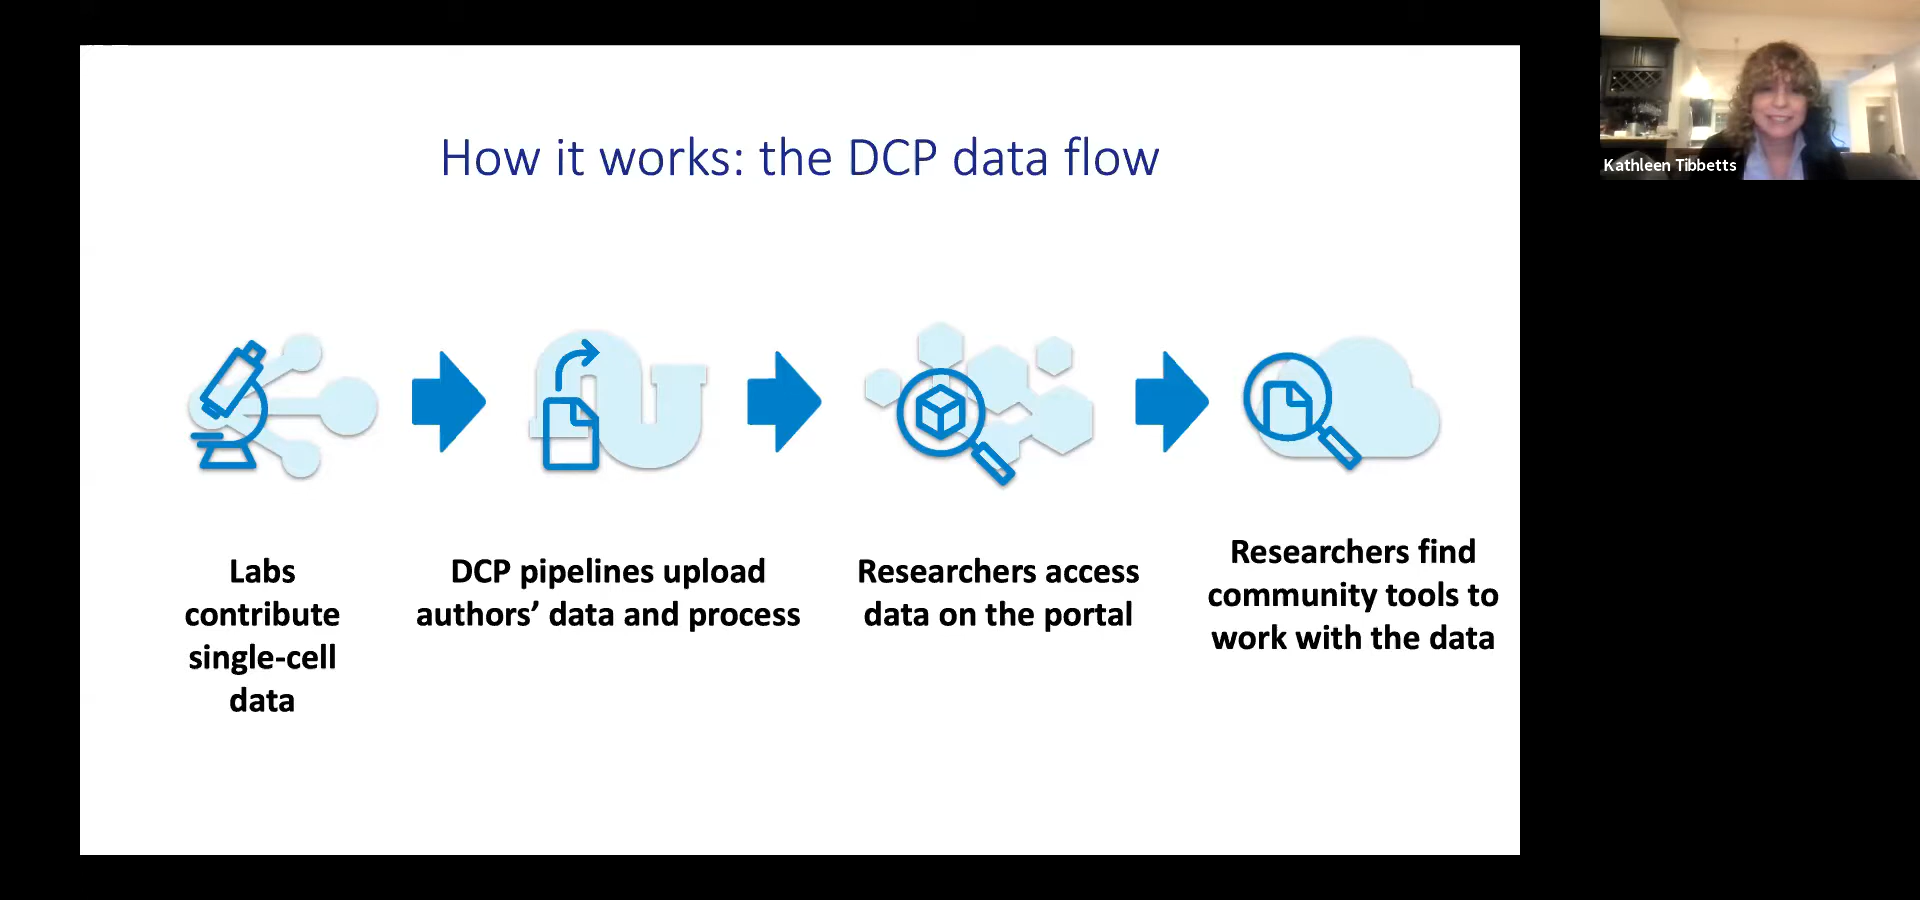 How it works: the DCP data flow
Kathleen Tibbetts
Labs
contribute
single-cell
data
DCP pipelines upload
authors’ data and process
Researchers access
data on the portal
Researchers find
community tools to
work with the data